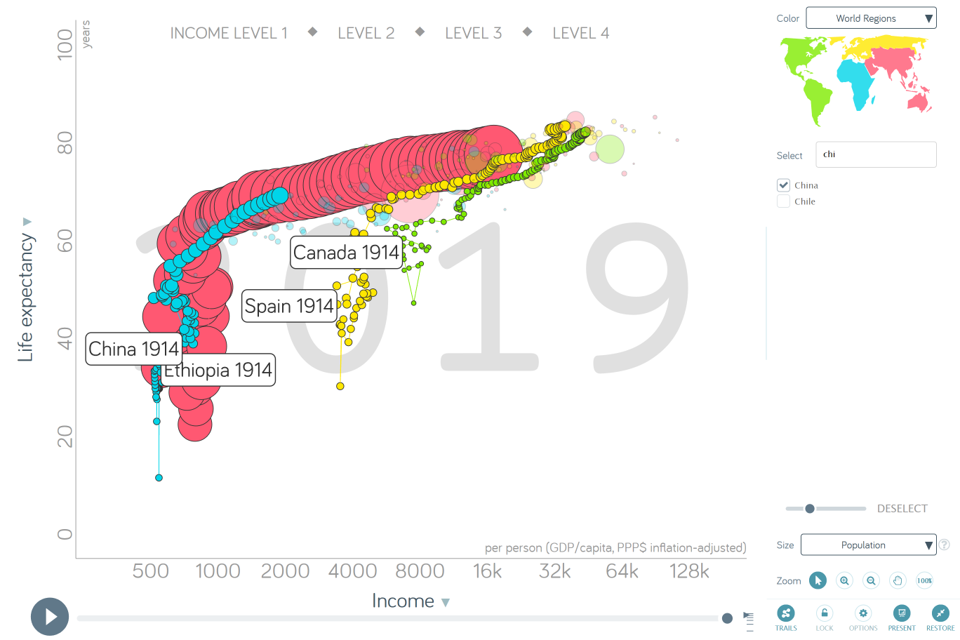 INCOME LEVEL 1 ◆ LEVEL 2 ◆ LEVEL 3 ◆ LEVEL 4
years
100
80
60
40
20
0
Life expectancy ▼
2019
Canada 1914
Spain 1914
China 1914
Ethiopia 1914
per person (GDP/capita, PPP$ inflation-adjusted)
500 1000 2000 4000 8000 16k 32k 64k 128k
Income ▼
Color World Regions ▼
Select chi
China
Chile
DESELECT
Size Population ▼ ?
Zoom 100%
TRAILS LOCK OPTIONS PRESENT RESTORE